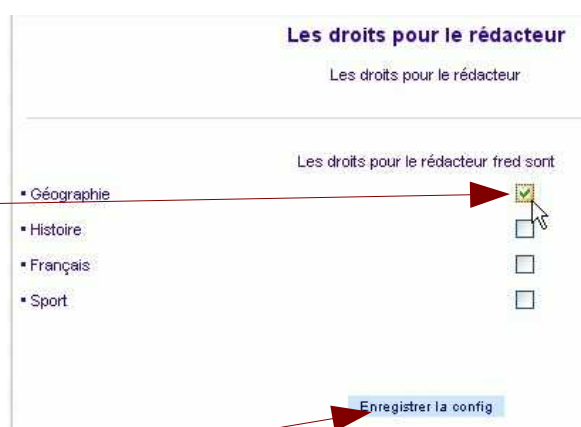 Les droits pour le rédacteur
Les droits pour le rédacteur
Les droits pour le rédacteur fred sont
▪ Géographie
▪ Histoire
▪ Français
▪ Sport
Enregistrer la config